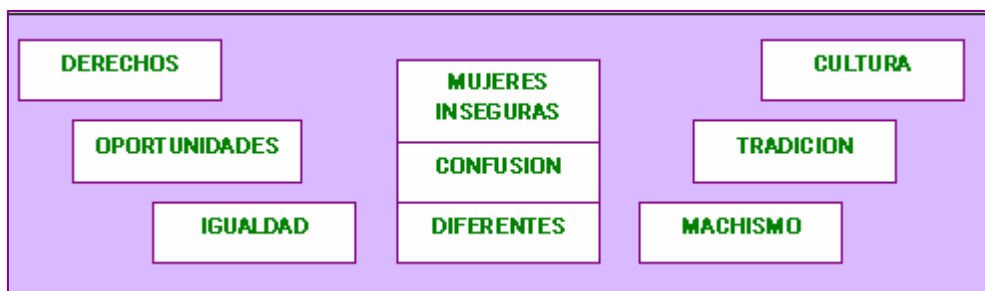 DERECHOS
OPORTUNIDADES
IGUALDAD
MUJERES
INSEGURAS
CONFUSION
DIFERENTES
CULTURA
TRADICION
MACHISMO